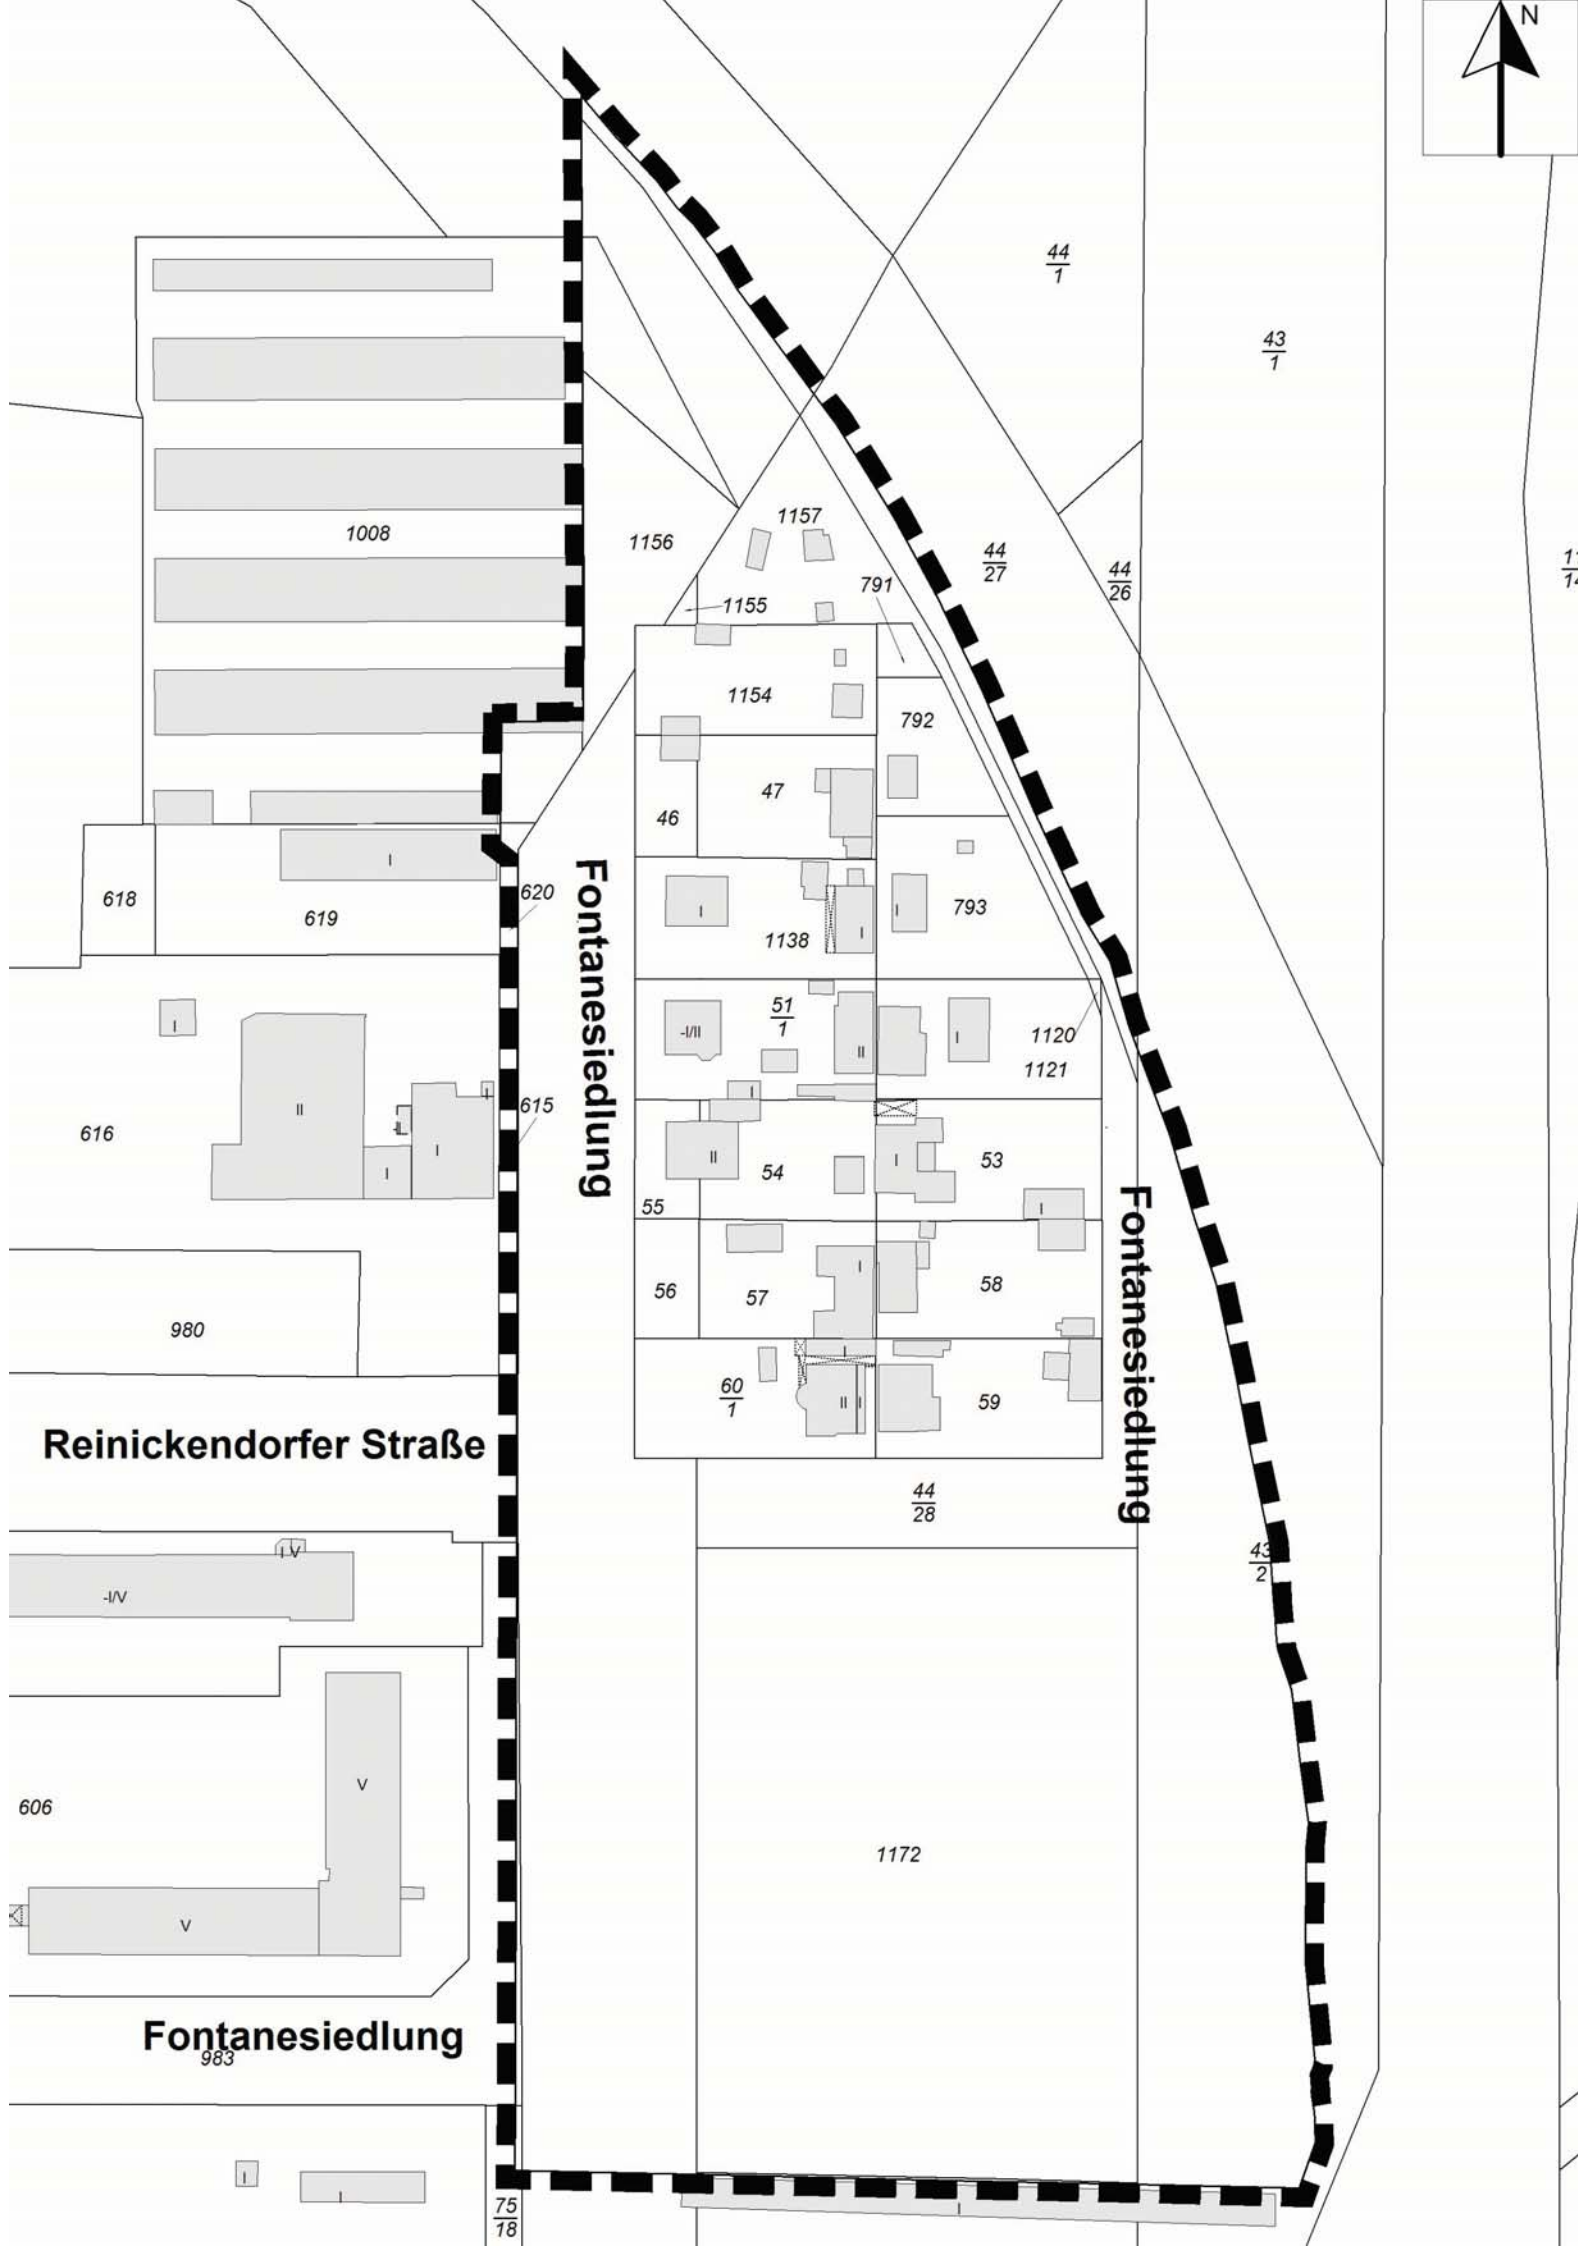 N
44
1
43
1
1008
1156
1157
44
27
44
26
791
1155
1154
792
47
46
I
618
619
620
I
1138
I
I
793
Fontanesiedlung
I
-I/II
51
1
II
I
1120
1121
I
616
II
I
I
I
615
II
54
I
53
I
55
56
57
I
58
980
60
1
I
II
I
59
Fontanesiedlung
Reinickendorfer Straße
44
28
43
2
I V
-I/V
V
606
V
1172
Fontanesiedlung
983
I
I
75
18
I